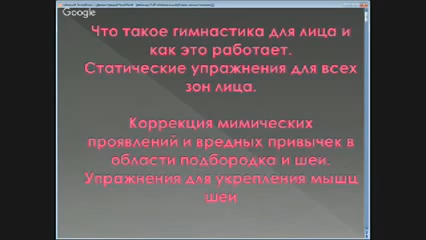 Google
Что такое гимнастика для лица и
как это работает.
Статические упражнения для всех
зон лица.
Коррекция мимических
проявлений и вредных привычек в
области подбородка и шеи.
Упражнения для укрепления мышц
шеи